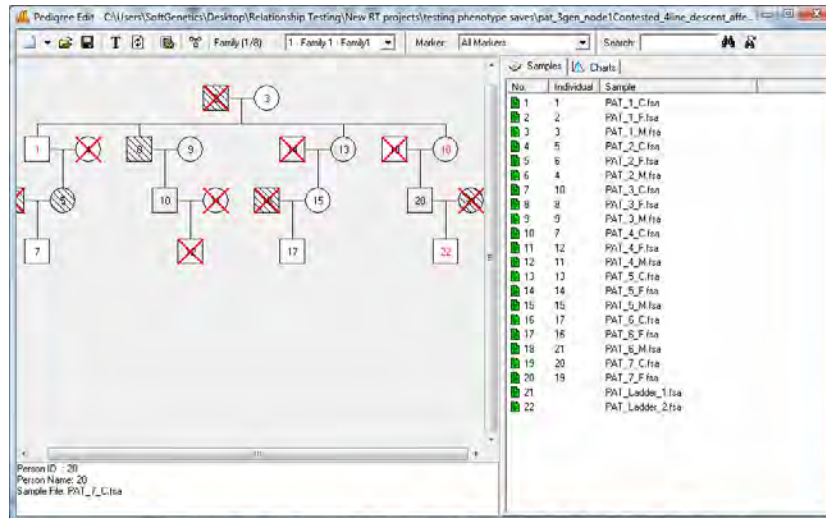 Pedigree Edit - C:\Users\SoftGenetics\Desktop\Relationship Testing\New RT projects\testing phenotype saves\pat_3gen_node1Contested_4line_descent_affe...
T Family (1/8) 1 - Family 1 - Family1 Marker: All Markers Search:
Samples Charts
No. Individual Sample
1 1 PAT_1_C.fsa
2 2 PAT_1_F.fsa
3 3 PAT_1_M.fsa
4 5 PAT_2_C.fsa
5 6 PAT_2_F.fsa
6 4 PAT_2_M.fsa
7 10 PAT_3_C.fsa
8 8 PAT_3_F.fsa
9 9 PAT_3_M.fsa
10 7 PAT_4_C.fsa
11 12 PAT_4_F.fsa
12 11 PAT_4_M.fsa
13 13 PAT_5_C.fsa
14 14 PAT_5_F.fsa
15 15 PAT_5_M.fsa
16 17 PAT_6_C.fsa
17 16 PAT_6_F.fsa
18 21 PAT_6_M.fsa
19 20 PAT_7_C.fsa
20 19 PAT_7_F.fsa
21 PAT_Ladder_1.fsa
22 PAT_Ladder_2.fsa
3
1 8 9 13
5 10 15 20
7 17 22
Person ID : 20
Person Name: 20
Sample File: PAT_7_C.fsa